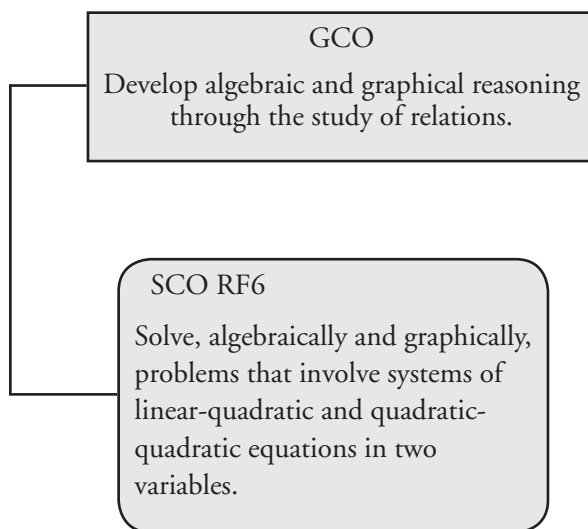 GCO
Develop algebraic and graphical reasoning
through the study of relations.
SCO RF6
Solve, algebraically and graphically,
problems that involve systems of
linear-quadratic and quadratic-
quadratic equations in two
variables.